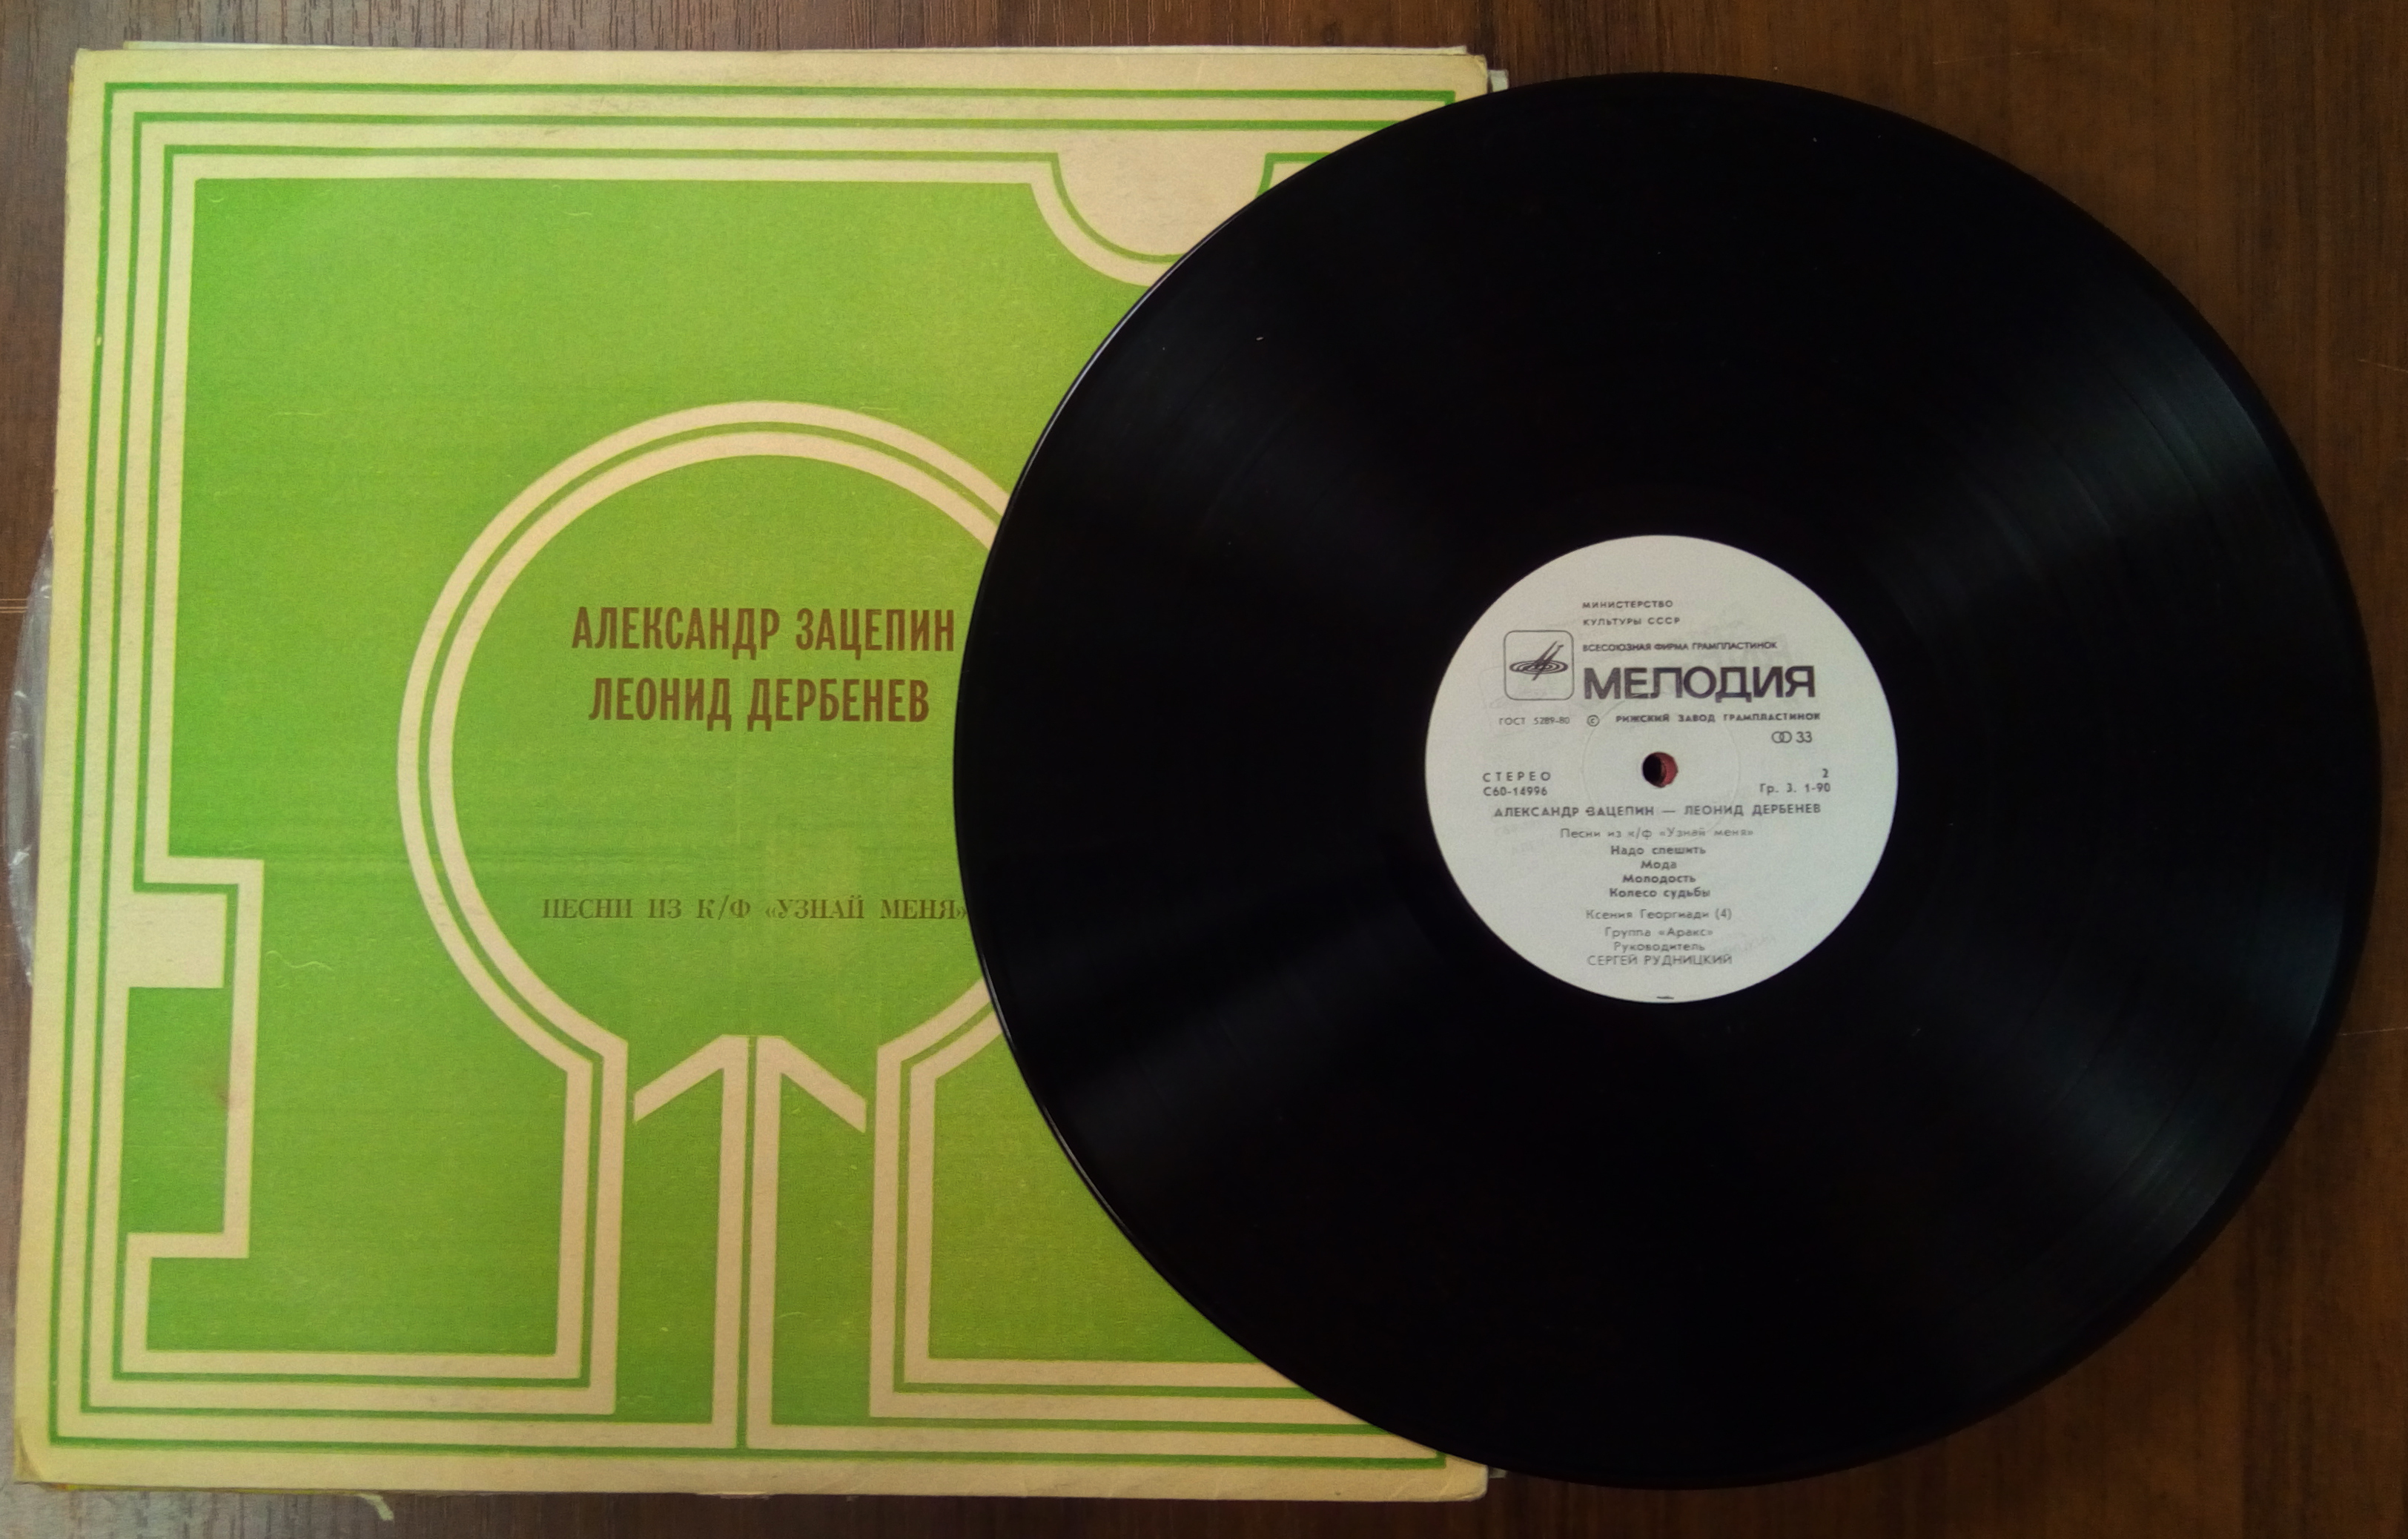 АЛЕКСАНДР ЗАЦЕПИН
ЛЕОНИД ДЕРБЕНЕВ
ПЕСНИ ИЗ К/Ф «УЗНАЙ МЕНЯ»
МИНИСТЕРСТВО
КУЛЬТУРЫ СССР
ВСЕСОЮЗНАЯ ФИРМА ГРАМПЛАСТИНОК
МЕЛОДИЯ
ГОСТ 5289-80 © РИЖСКИЙ ЗАВОД ГРАМПЛАСТИНОК
33
СТЕРЕО 2
С60-14996 Гр. 3. 1-90
АЛЕКСАНДР ЗАЦЕПИН — ЛЕОНИД ДЕРБЕНЕВ
Песни из к/ф «Узнай меня»
Надо спешить
Мода
Молодость
Колесо судьбы
Ксения Георгиади (4)
Группа «Аракс»
Руководитель
СЕРГЕЙ РУДНИЦКИЙ